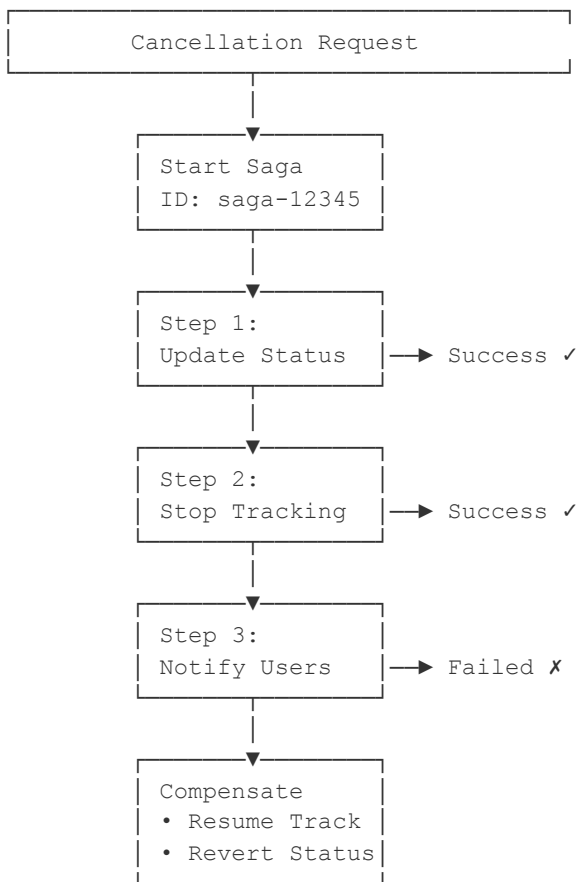 Cancellation Request
Start Saga
ID: saga-12345
Step 1:
Update Status
Success ✓
Step 2:
Stop Tracking
Success ✓
Step 3:
Notify Users
Failed ✗
Compensate
• Resume Track
• Revert Status